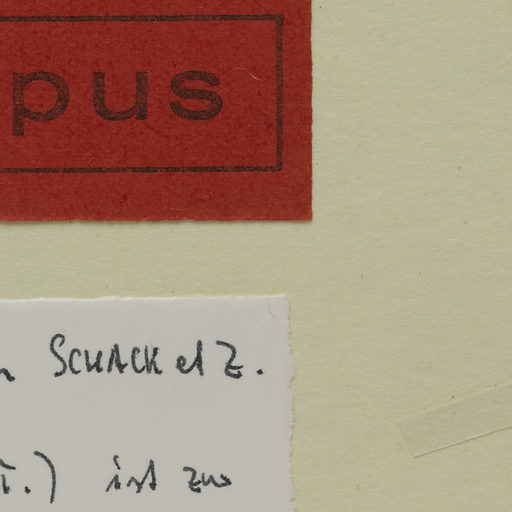 pus
SCHACK et Z.
T.) ist zu